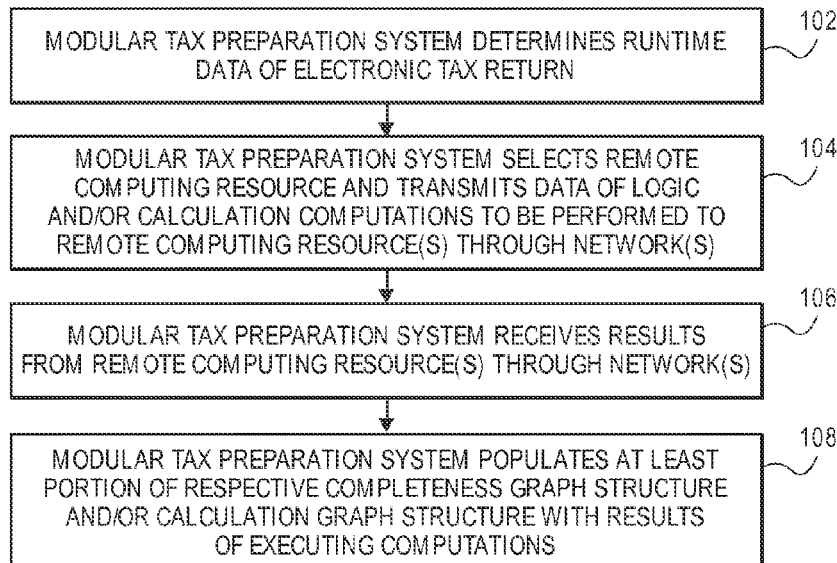 MODULAR TAX PREPARATION SYSTEM DETERMINES RUNTIME
DATA OF ELECTRONIC TAX RETURN
102
MODULAR TAX PREPARATION SYSTEM SELECTS REMOTE
COMPUTING RESOURCE AND TRANSMITS DATA OF LOGIC
AND/OR CALCULATION COMPUTATIONS TO BE PERFORMED TO
REMOTE COMPUTING RESOURCE(S) THROUGH NETWORK(S)
104
MODULAR TAX PREPARATION SYSTEM RECEIVES RESULTS
FROM REMOTE COMPUTING RESOURCE(S) THROUGH NETWORK(S)
106
MODULAR TAX PREPARATION SYSTEM POPULATES AT LEAST
PORTION OF RESPECTIVE COMPLETENESS GRAPH STRUCTURE
AND/OR CALCULATION GRAPH STRUCTURE WITH RESULTS
OF EXECUTING COMPUTATIONS
108